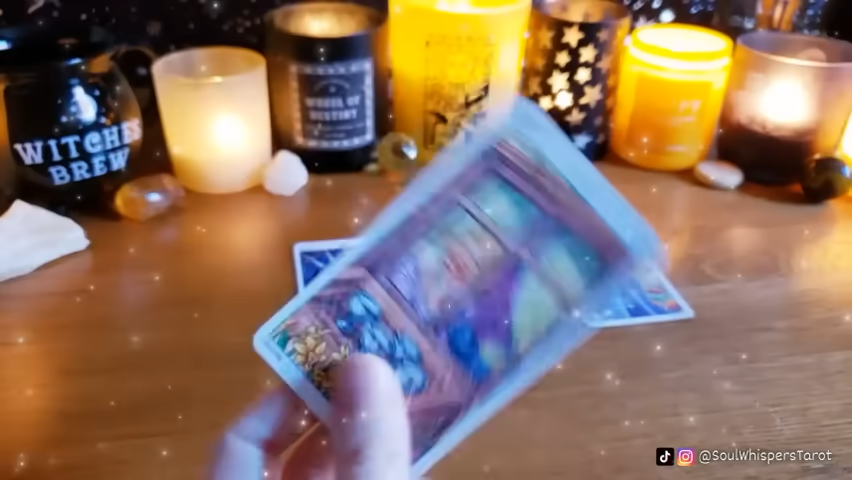 WITCHES
BREW
WHEEL OF
DESTINY
@SoulWhispersTarot